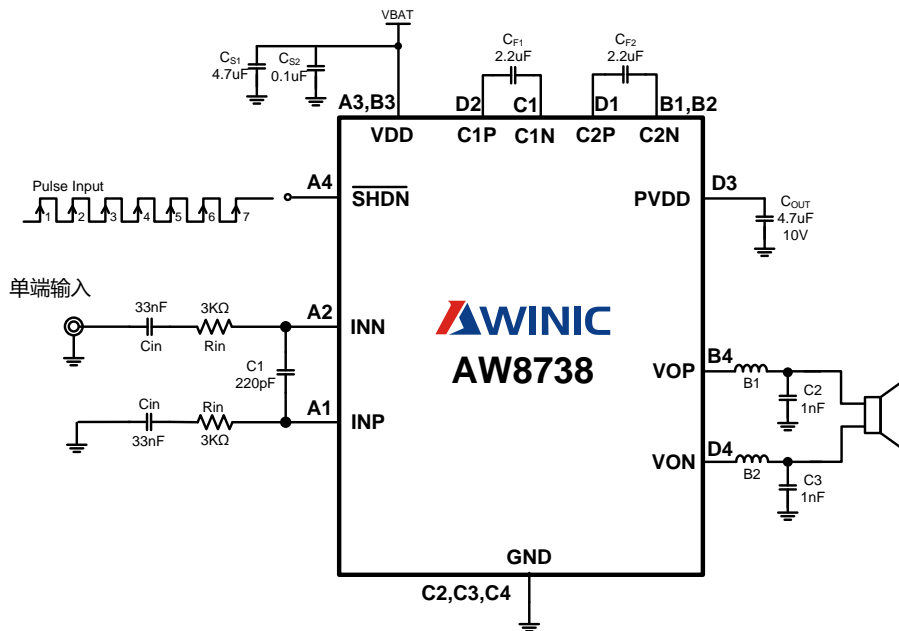 VBAT
CS1
4.7uF
CS2
0.1uF
CF1
2.2uF
CF2
2.2uF
A3,B3
D2
C1
D1
B1,B2
VDD
C1P
C1N
C2P
C2N
Pulse Input
1 2 3 4 5 6 7
A4
SHDN
PVDD
D3
COUT
4.7uF
10V
单端输入
33nF
Cin
3KΩ
Rin
A2
INN
C1
220pF
AWINIC
AW8738
VOP
B4
B1
C2
1nF
Cin
33nF
Rin
3KΩ
A1
INP
VON
D4
B2
C3
1nF
GND
C2,C3,C4